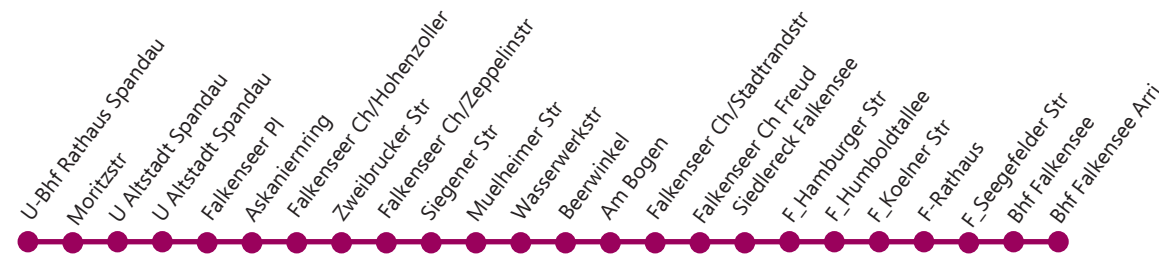 U-Bhf Rathaus Spandau
Moritzstr
U Altstadt Spandau
U Altstadt Spandau
Falkenseer Pl
Askaniernring
Falkenseer Ch/Hohenzoller
Zweibrucker Str
Falkenseer Ch/Zeppelinstr
Siegener Str
Muelheimer Str
Wasserwerkstr
Beerwinkel
Am Bogen
Falkenseer Ch/Stadtrandstr
Falkenseer Ch Freud
Siedlereck Falkensee
F_Hamburger Str
F_Humboldtallee
F_Koelner Str
F-Rathaus
F_Seegefelder Str
Bhf Falkensee
Bhf Falkensee Arri